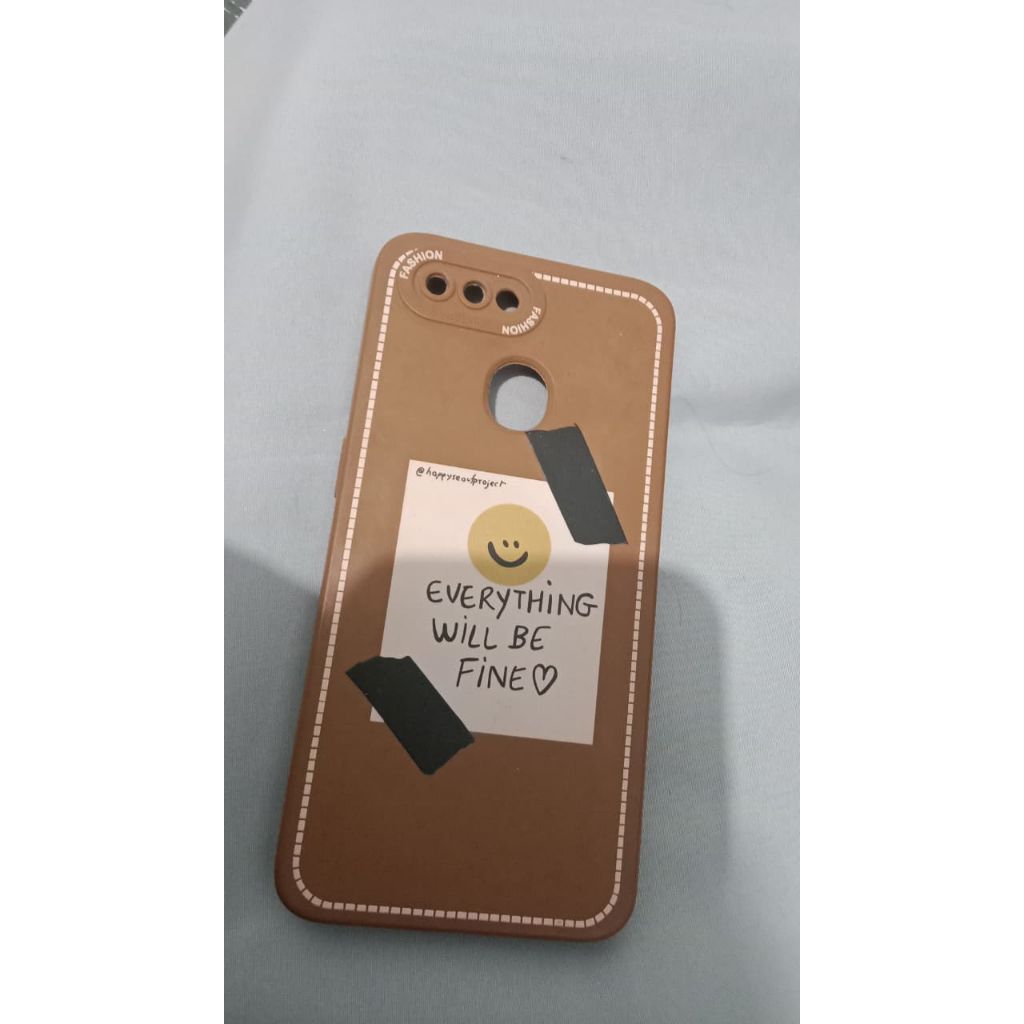 FASHION
FASHION
@happyseoulproject
EVERYTHING
WiLL BE
FiNE♡